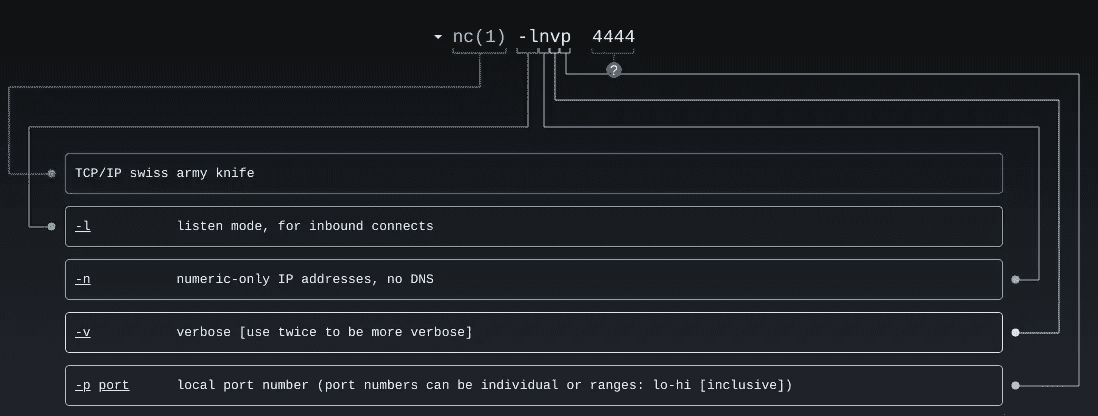 nc(1) -lnvp 4444
?
TCP/IP swiss army knife
-l listen mode, for inbound connects
-n numeric-only IP addresses, no DNS
-v verbose [use twice to be more verbose]
-p port local port number (port numbers can be individual or ranges: lo-hi [inclusive])